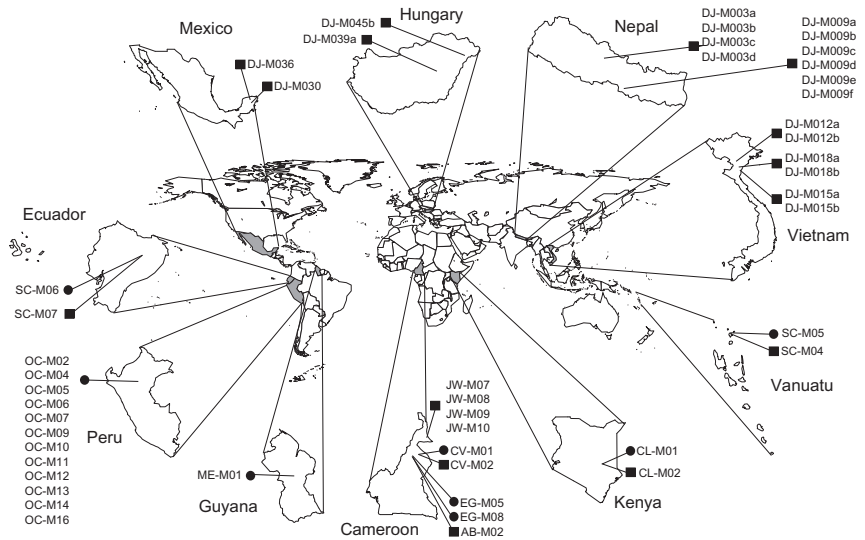 Mexico
DJ-M036
DJ-M030
Hungary
DJ-M045b
DJ-M039a
Nepal
DJ-M003a
DJ-M003b
DJ-M003c
DJ-M003d
DJ-M009a
DJ-M009b
DJ-M009c
DJ-M009d
DJ-M009e
DJ-M009f
DJ-M012a
DJ-M012b
DJ-M018a
DJ-M018b
DJ-M015a
DJ-M015b
Vietnam
Ecuador
SC-M06
SC-M07
SC-M05
SC-M04
Vanuatu
OC-M02
OC-M04
OC-M05
OC-M06
OC-M07
OC-M09
OC-M10
OC-M11
OC-M12
OC-M13
OC-M14
OC-M16
Peru
ME-M01
Guyana
JW-M07
JW-M08
JW-M09
JW-M10
CV-M01
CV-M02
EG-M05
EG-M08
AB-M02
Cameroon
CL-M01
CL-M02
Kenya